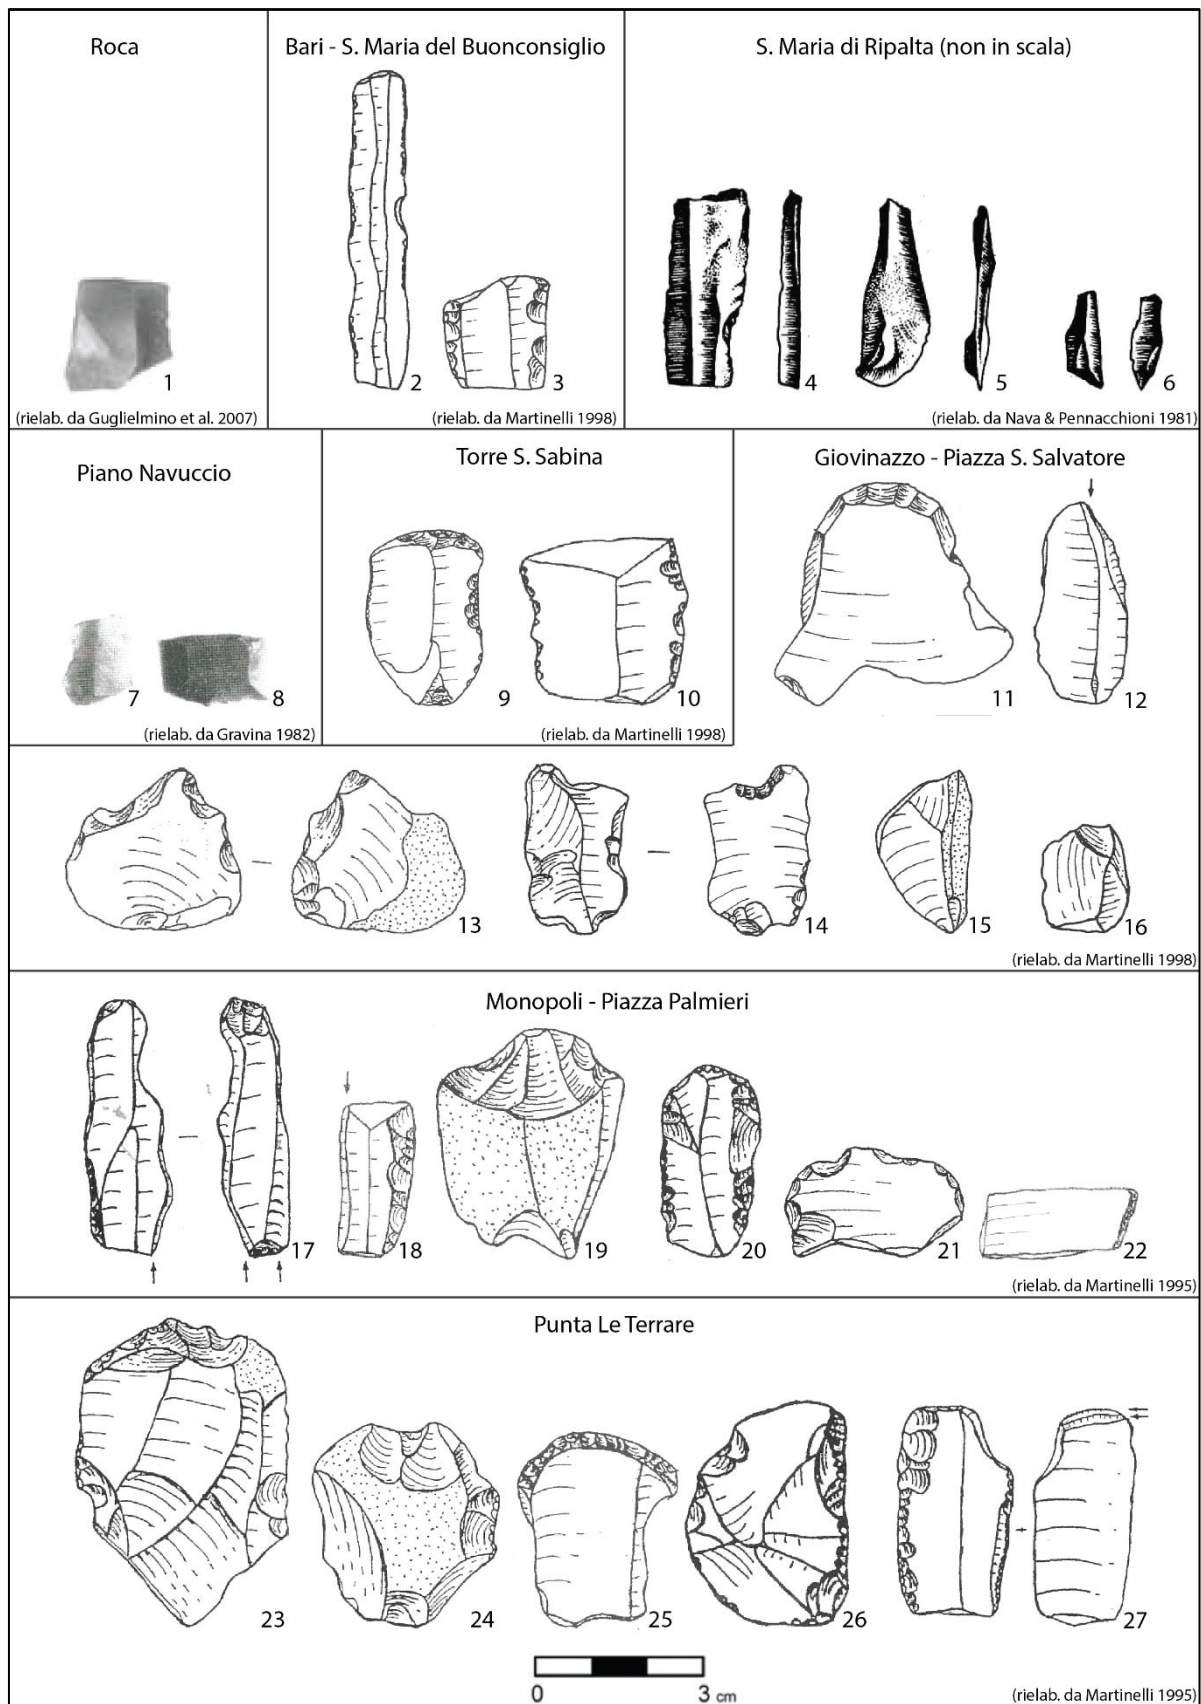 Roca
1
(rielab. da Guglielmino et al. 2007)
Bari - S. Maria del Buonconsiglio
2
3
(rielab. da Martinelli 1998)
S. Maria di Ripalta (non in scala)
4
5
6
(rielab. da Nava & Pennacchioni 1981)
Piano Navuccio
7
8
(rielab. da Gravina 1982)
Torre S. Sabina
9
10
(rielab. da Martinelli 1998)
Giovinazzo - Piazza S. Salvatore
11
12
13
14
15
16
(rielab. da Martinelli 1998)
Monopoli - Piazza Palmieri
17
18
19
20
21
22
(rielab. da Martinelli 1995)
Punta Le Terrare
23
24
25
26
27
0 3 cm
(rielab. da Martinelli 1995)